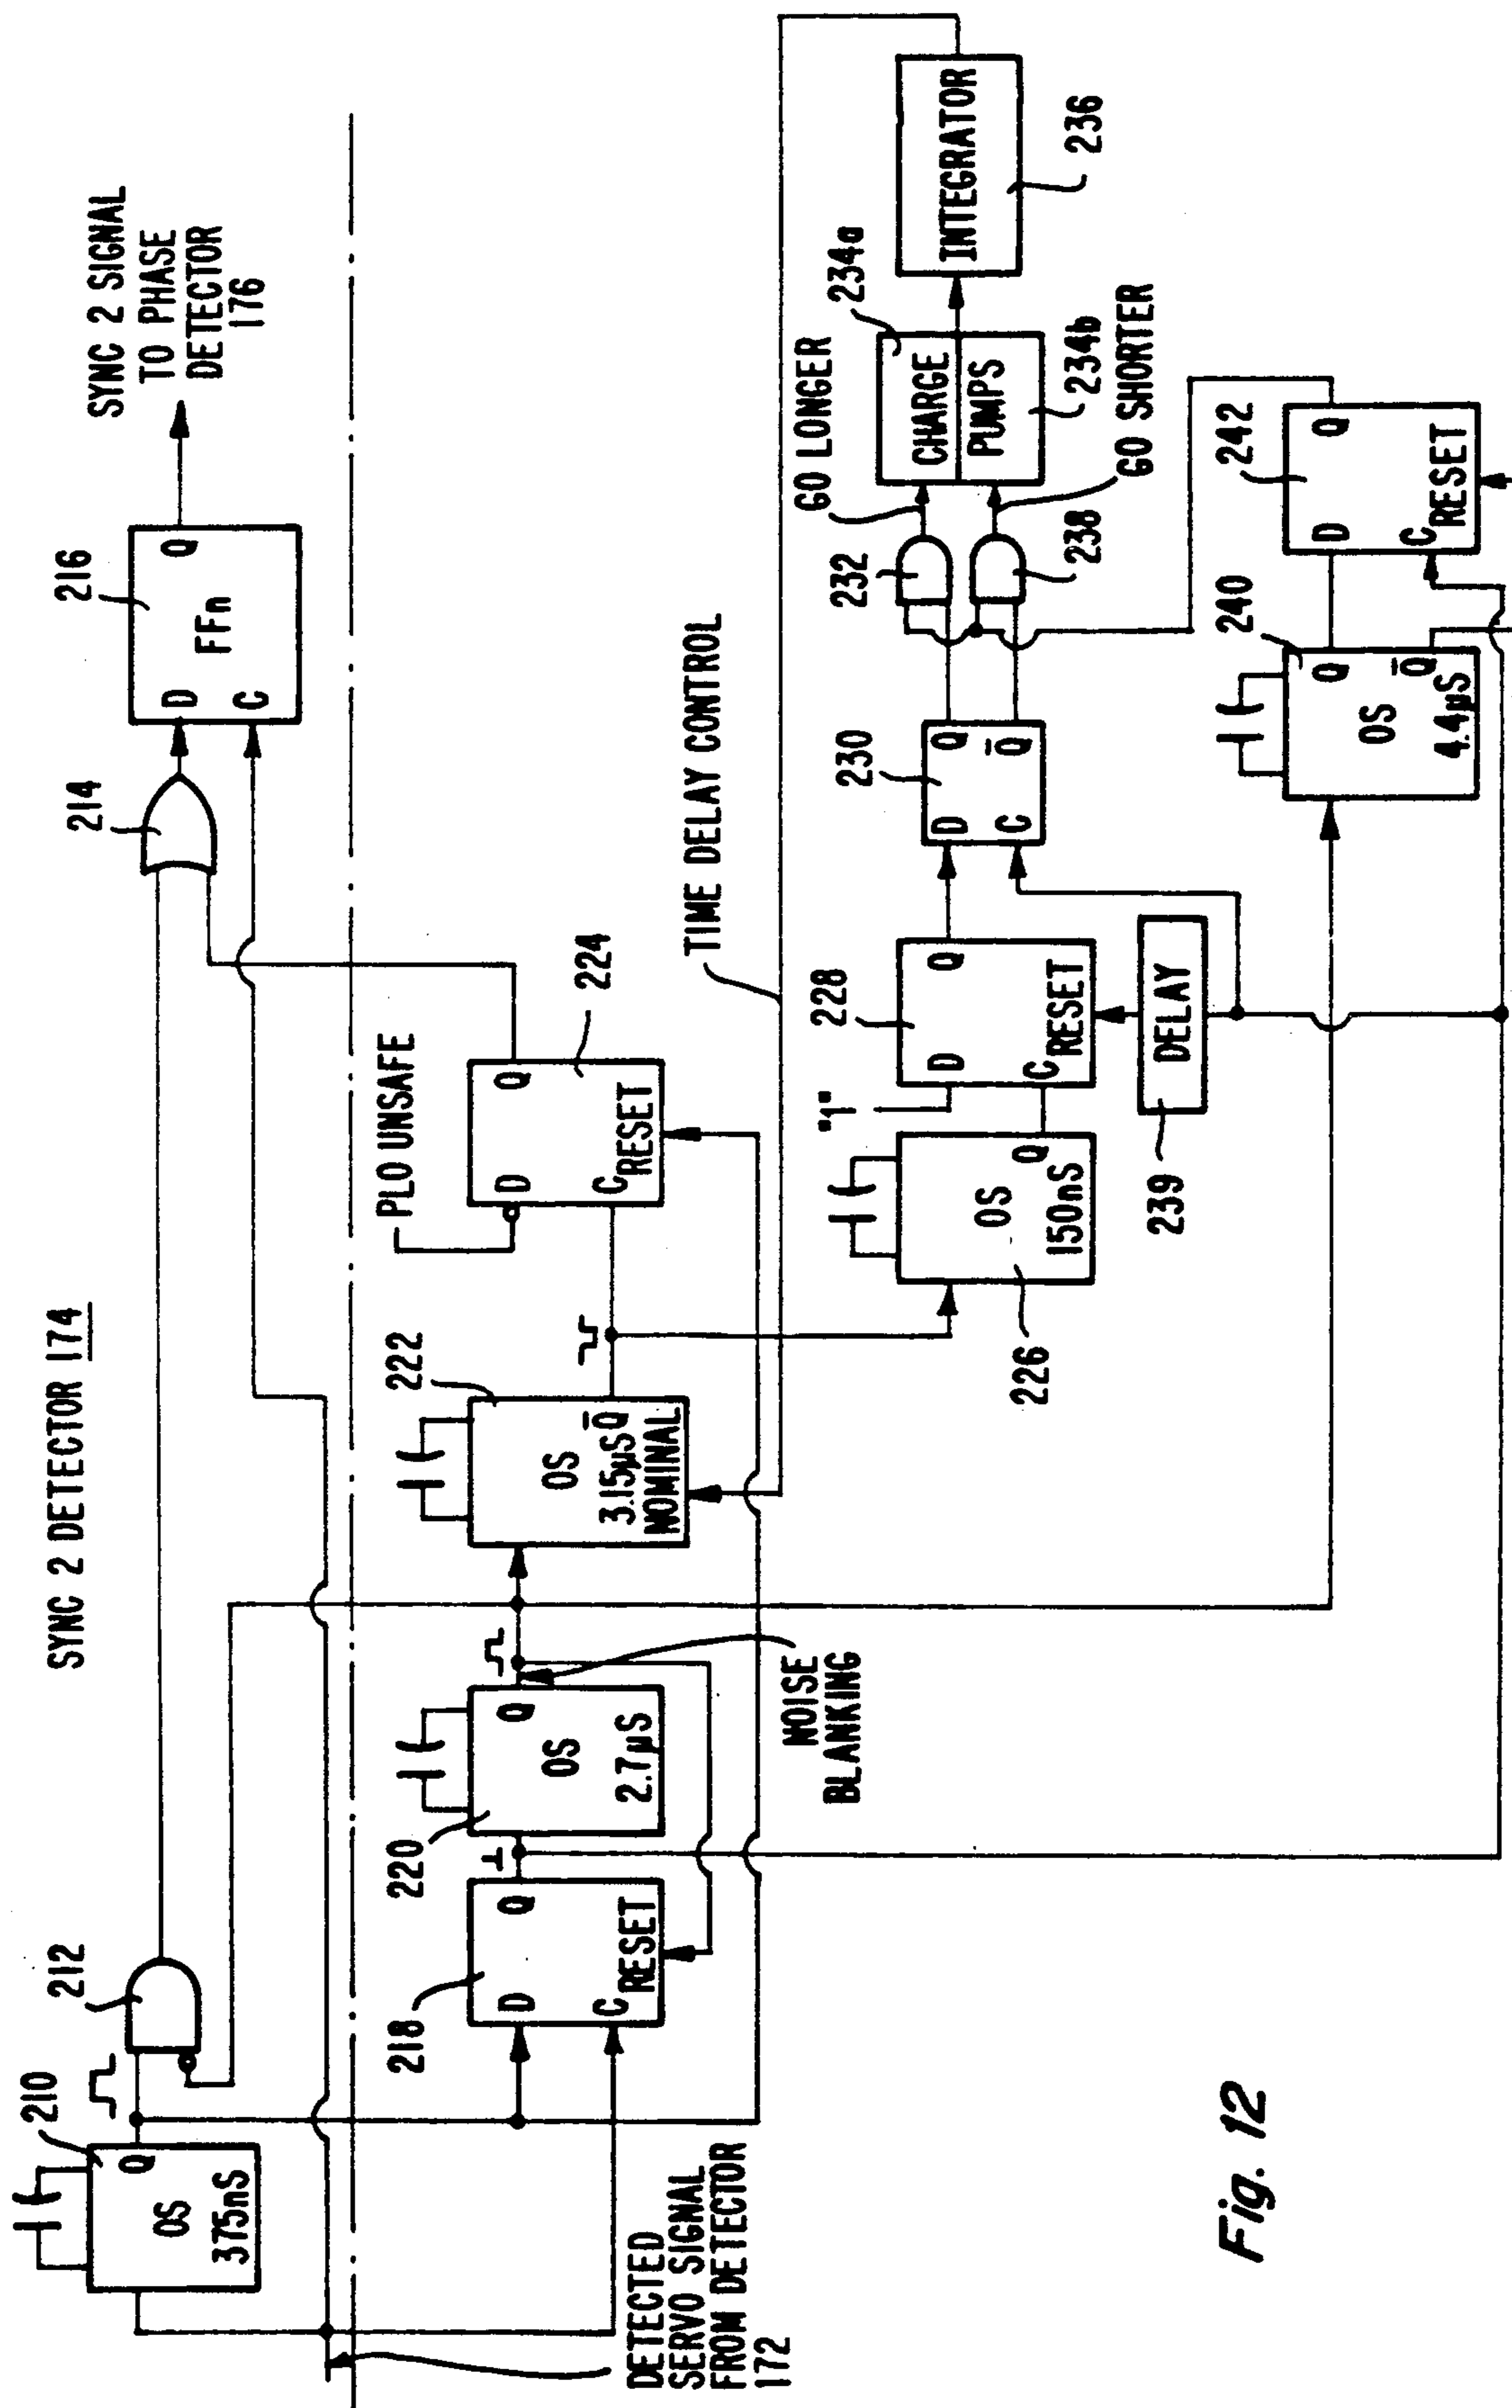 SYNC 2 DETECTOR 174
210
OS
375nS
Q
212
214
216
D
C
FFn
Q
SYNC 2 SIGNAL
TO PHASE
DETECTOR
176
DETECTED
SERVO SIGNAL
FROM DETECTOR
172
218
D
C
RESET
Q
220
OS
2.7µS
Q
NOISE
BLANKING
222
OS
3.15µS Q̄
NOMINAL
PLO UNSAFE
D
C
RESET
Q
224
TIME DELAY CONTROL
226
OS
150nS
Q
"1"
228
D
C
RESET
Q
DELAY
239
230
D
C
Q
Q̄
232
238
GO LONGER
GO SHORTER
CHARGE
PUMPS
234a
234b
INTEGRATOR
236
240
OS
4.4µS
Q
Q̄
242
D
C
RESET
Q
Fig. 12